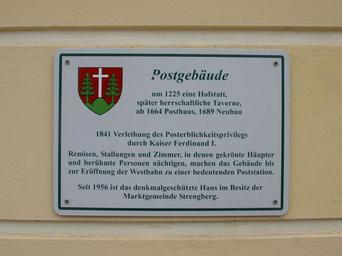 Postgebäude
um 1225 eine Hofstatt,
später herrschaftliche Taverne,
ab 1664 Posthaus, 1689 Neubau
1841 Verleihung des Posterblichkeitsprivilegs
durch Kaiser Ferdinand I.
Remisen, Stallungen und Zimmer, in denen gekrönte Häupter
und berühmte Personen nächtigen, machen das Gebäude bis
zur Eröffnung der Westbahn zu einer bedeutenden Poststation.
Seit 1956 ist das denkmalgeschützte Haus im Besitz der
Marktgemeinde Strengberg.